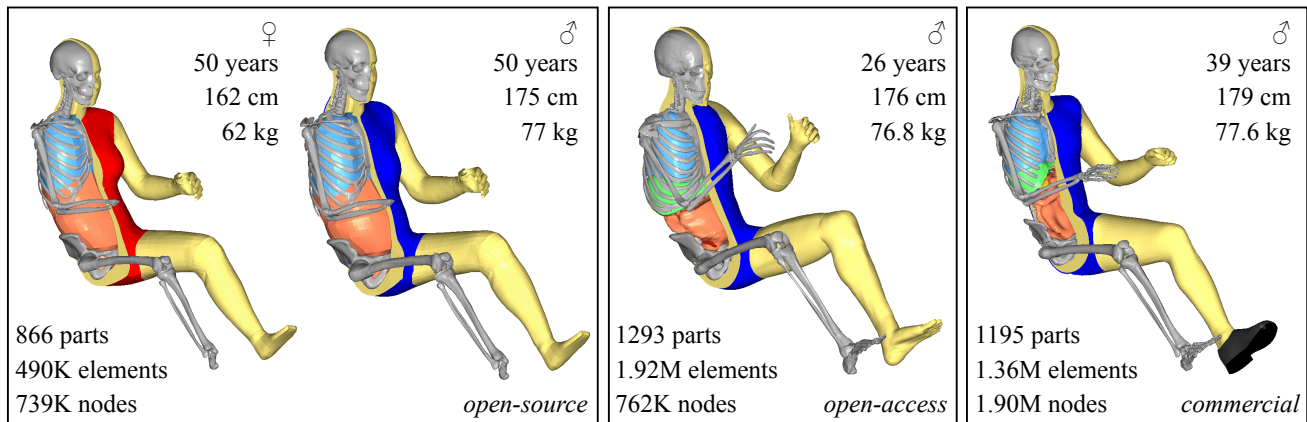 ♀
50 years
162 cm
62 kg
♂
50 years
175 cm
77 kg
866 parts
490K elements
739K nodes
open-source
♂
26 years
176 cm
76.8 kg
1293 parts
1.92M elements
762K nodes
open-access
♂
39 years
179 cm
77.6 kg
1195 parts
1.36M elements
1.90M nodes
commercial